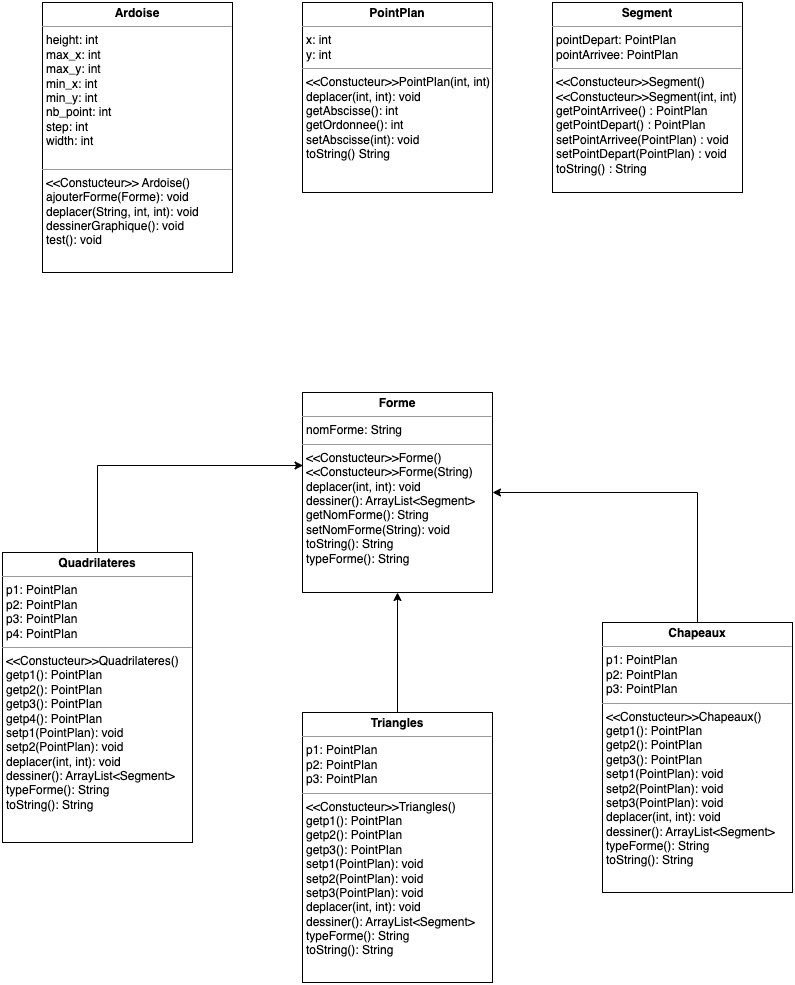 Ardoise
height: int
max_x: int
max_y: int
min_x: int
min_y: int
nb_point: int
step: int
width: int
<<Constucteur>> Ardoise()
ajouterForme(Forme): void
deplacer(String, int, int): void
dessinerGraphique(): void
test(): void
PointPlan
x: int
y: int
<<Constucteur>>PointPlan(int, int)
deplacer(int, int): void
getAbscisse(): int
getOrdonnee(): int
setAbscisse(int): void
toString() String
Segment
pointDepart: PointPlan
pointArrivee: PointPlan
<<Constucteur>>Segment()
<<Constucteur>>Segment(int, int)
getPointArrivee() : PointPlan
getPointDepart() : PointPlan
setPointArrivee(PointPlan) : void
setPointDepart(PointPlan) : void
toString() : String
Forme
nomForme: String
<<Constucteur>>Forme()
<<Constucteur>>Forme(String)
deplacer(int, int): void
dessiner(): ArrayList<Segment>
getNomForme(): String
setNomForme(String): void
toString(): String
typeForme(): String
Quadrilateres
p1: PointPlan
p2: PointPlan
p3: PointPlan
p4: PointPlan
<<Constucteur>>Quadrilateres()
getp1(): PointPlan
getp2(): PointPlan
getp3(): PointPlan
getp4(): PointPlan
setp1(PointPlan): void
setp2(PointPlan): void
deplacer(int, int): void
dessiner(): ArrayList<Segment>
typeForme(): String
toString(): String
Triangles
p1: PointPlan
p2: PointPlan
p3: PointPlan
<<Constucteur>>Triangles()
getp1(): PointPlan
getp2(): PointPlan
getp3(): PointPlan
setp1(PointPlan): void
setp2(PointPlan): void
setp3(PointPlan): void
deplacer(int, int): void
dessiner(): ArrayList<Segment>
typeForme(): String
toString(): String
Chapeaux
p1: PointPlan
p2: PointPlan
p3: PointPlan
<<Constucteur>>Chapeaux()
getp1(): PointPlan
getp2(): PointPlan
getp3(): PointPlan
setp1(PointPlan): void
setp2(PointPlan): void
setp3(PointPlan): void
deplacer(int, int): void
dessiner(): ArrayList<Segment>
typeForme(): String
toString(): String